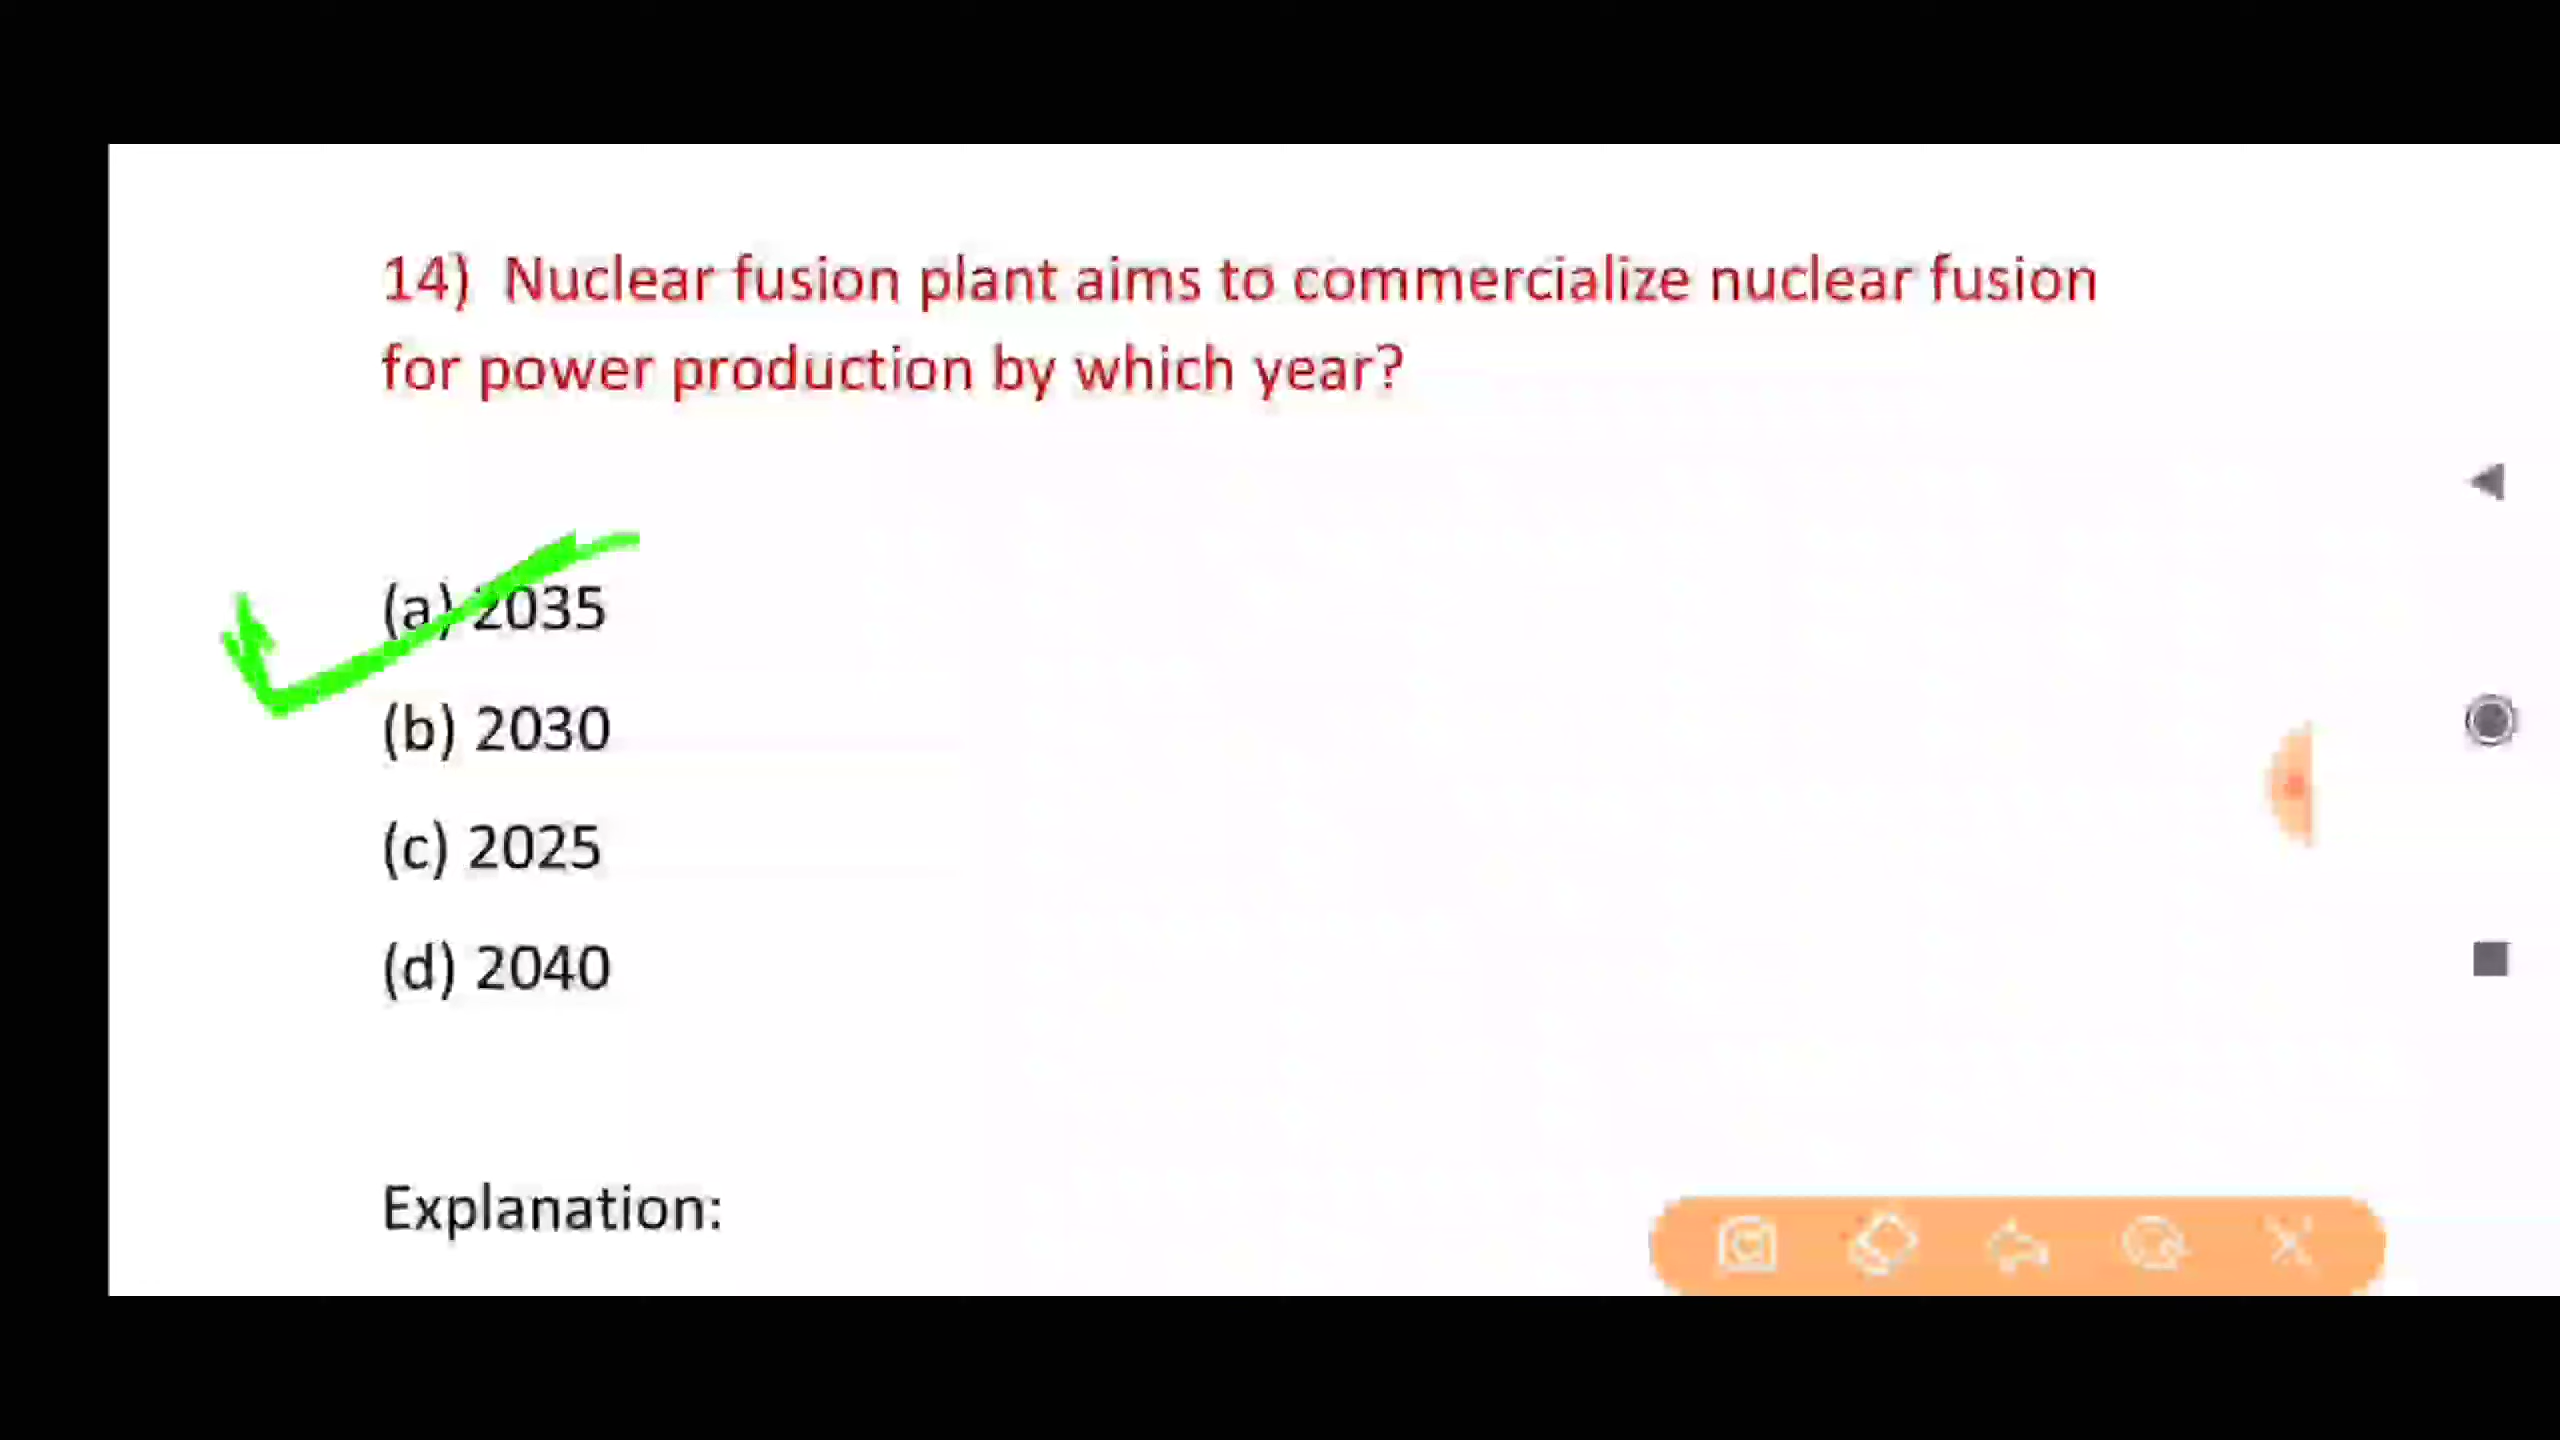 14) Nuclear fusion plant aims to commercialize nuclear fusion
for power production by which year?
(a) 2035
(b) 2030
(c) 2025
(d) 2040
Explanation: